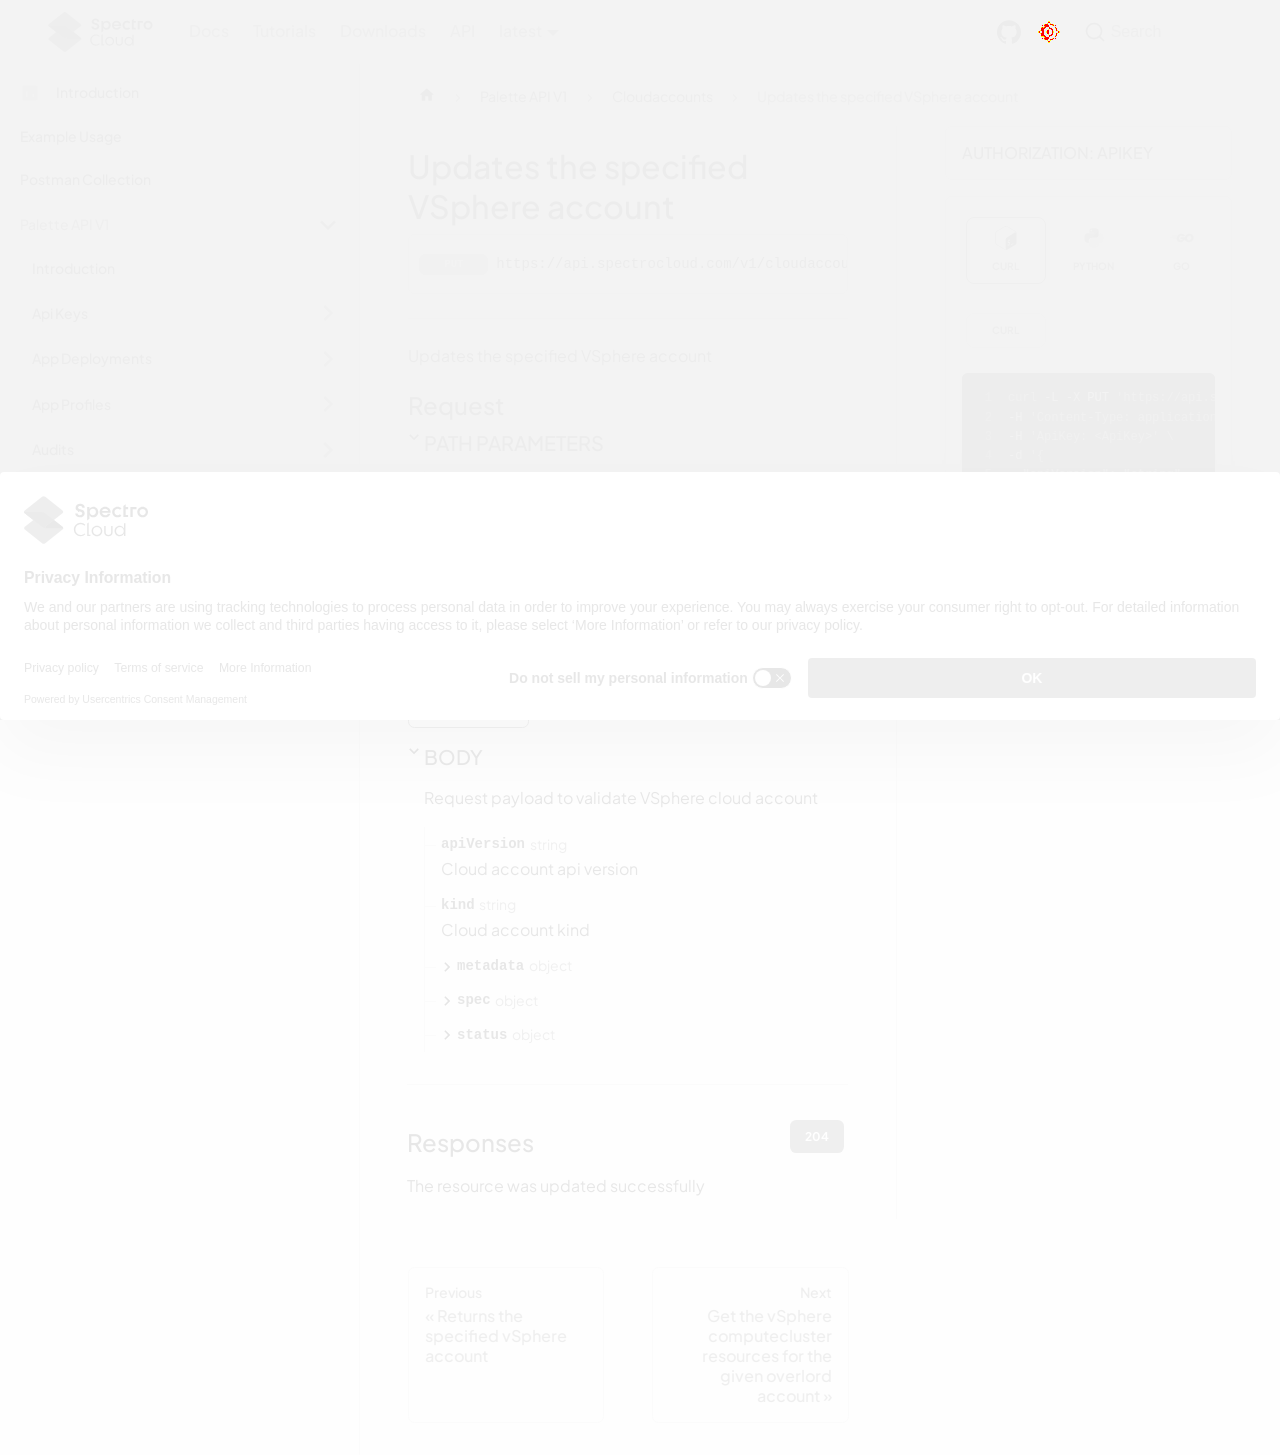 Spectro
Cloud
Docs
Tutorials
Downloads
API
latest
Search
Introduction
Example Usage
Postman Collection
Palette API V1
Introduction
Api Keys
App Deployments
App Profiles
Audits
Palette API V1
Cloudaccounts
Updates the specified VSphere account
Updates the specified
VSphere account
https://api.spectrocloud.com/v1/cloudaccou
Updates the specified VSphere account
Request
PATH PARAMETERS
AUTHORIZATION: APIKEY
CURL
PYTHON
GO
CURL
Spectro
Cloud
Privacy Information
We and our partners are using tracking technologies to process personal data in order to improve your experience. You may always exercise your consumer right to opt-out. For detailed information
about personal information we collect and third parties having access to it, please select 'More Information' or refer to our privacy policy.
Privacy policy
Terms of service
More Information
Powered by Usercentrics Consent Management
Do not sell my personal information
OK
BODY
Request payload to validate VSphere cloud account
apiVersion string
Cloud account api version
kind string
Cloud account kind
metadata object
spec object
status object
Responses
204
The resource was updated successfully
Previous
« Returns the
specified vSphere
account
Next
Get the vSphere
computecluster
resources for the
given overlord
account »